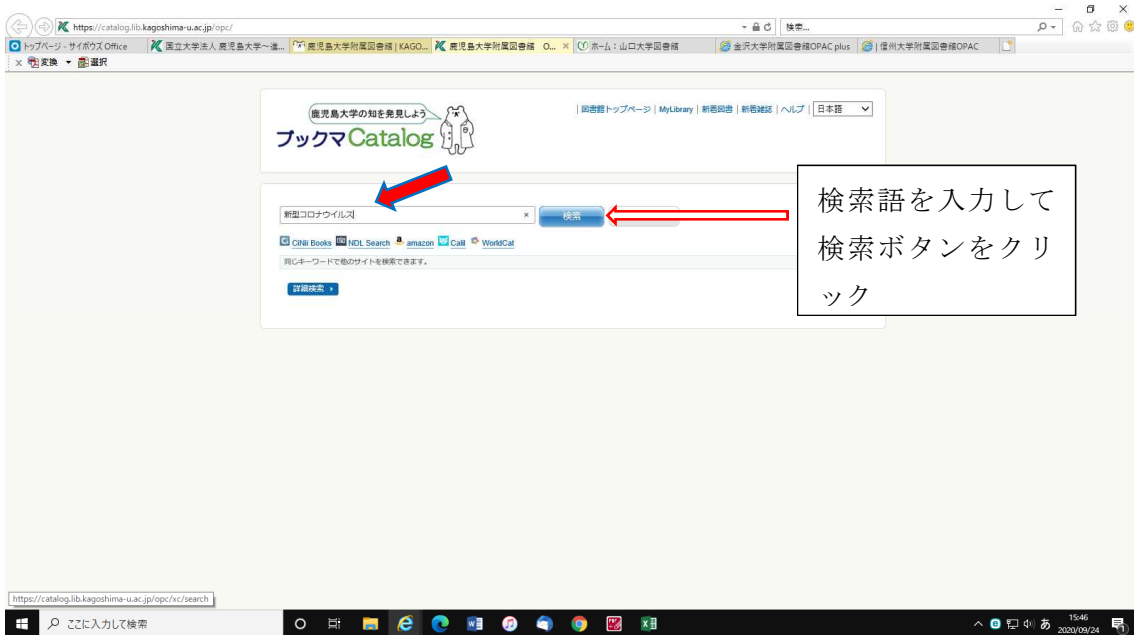 https://catalog.lib.kagoshima-u.ac.jp/opc/
検索...
トップページ - サイボウズ Office
国立大学法人 鹿児島大学～進...
鹿児島大学附属図書館 | KAGO...
鹿児島大学附属図書館 O... ×
ホーム：山口大学図書館
金沢大学附属図書館OPAC plus
信州大学附属図書館OPAC
x 変換 ▼ 選択
鹿児島大学の知を発見しよう
ブックマCatalog
| 図書館トップページ | MyLibrary | 新着図書 | 新着雑誌 | ヘルプ | 日本語
新型コロナウイルス × 検索
CiNii Books NDL Search amazon Calil WorldCat
同じキーワードで他のサイトを検索できます。
詳細検索
検索語を入力して
検索ボタンをクリ
ック
https://catalog.lib.kagoshima-u.ac.jp/opc/xc/search
ここに入力して検索
あ
15:46
2020/09/24